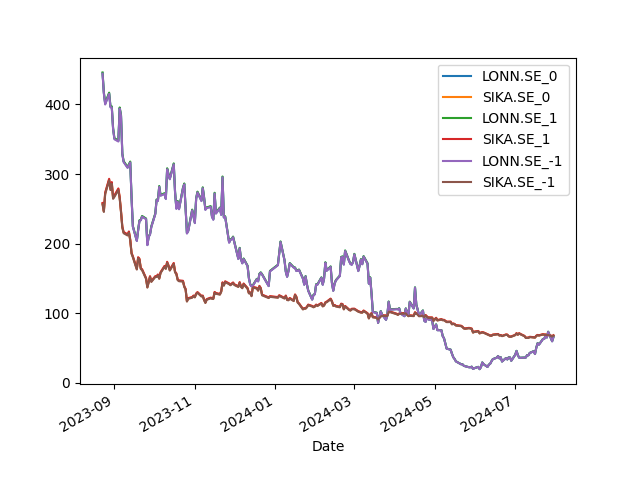 LONN.SE_0
SIKA.SE_0
LONN.SE_1
SIKA.SE_1
LONN.SE_-1
SIKA.SE_-1
400
300
200
100
0
2023-09
2023-11
2024-01
2024-03
2024-05
2024-07
Date